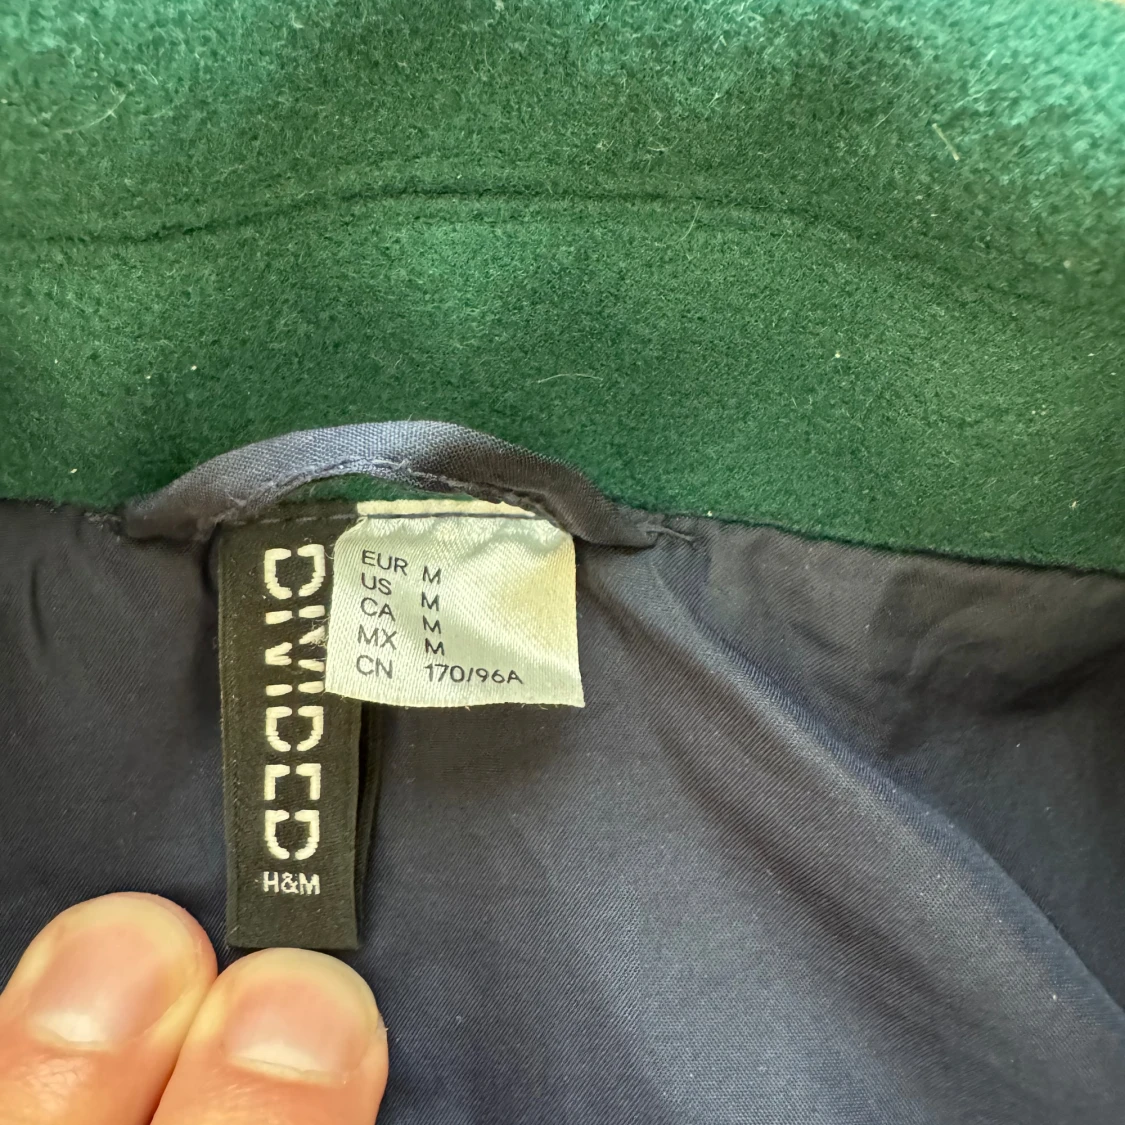 DIVIDED
H&M
EUR M
US M
CA M
MX M
CN 170/96A